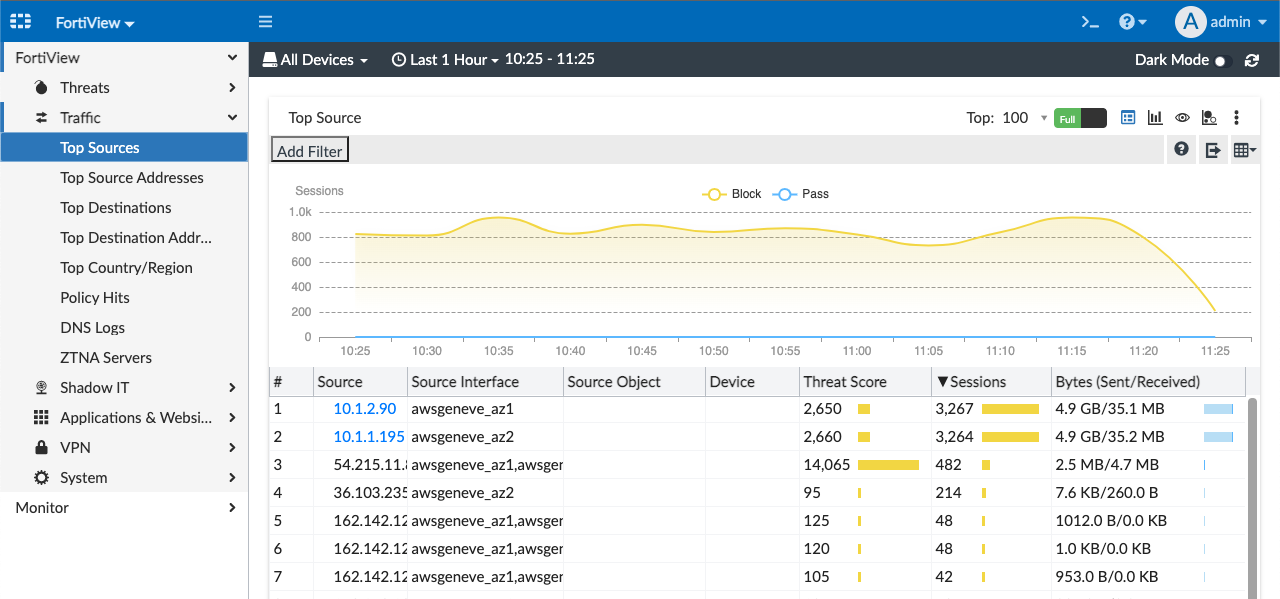 FortiView
admin
FortiView
Threats
Traffic
Top Sources
Top Source Addresses
Top Destinations
Top Destination Addr...
Top Country/Region
Policy Hits
DNS Logs
ZTNA Servers
Shadow IT
Applications & Websi...
VPN
System
Monitor
All Devices Last 1 Hour 10:25 - 11:25 Dark Mode
Top Source Top: 100 Full
Add Filter
Sessions
Block Pass
1.0k
800
600
400
200
0
10:25 10:30 10:35 10:40 10:45 10:50 10:55 11:00 11:05 11:10 11:15 11:20 11:25
# Source Source Interface Source Object Device Threat Score ▼Sessions Bytes (Sent/Received)
1 10.1.2.90 awsgeneve_az1 2,650 3,267 4.9 GB/35.1 MB
2 10.1.1.195 awsgeneve_az2 2,660 3,264 4.9 GB/35.2 MB
3 54.215.11. awsgeneve_az1,awsger 14,065 482 2.5 MB/4.7 MB
4 36.103.235 awsgeneve_az2 95 214 7.6 KB/260.0 B
5 162.142.12 awsgeneve_az1,awsger 125 48 1012.0 B/0.0 KB
6 162.142.12 awsgeneve_az1,awsger 120 48 1.0 KB/0.0 KB
7 162.142.12 awsgeneve_az1,awsger 105 42 953.0 B/0.0 KB